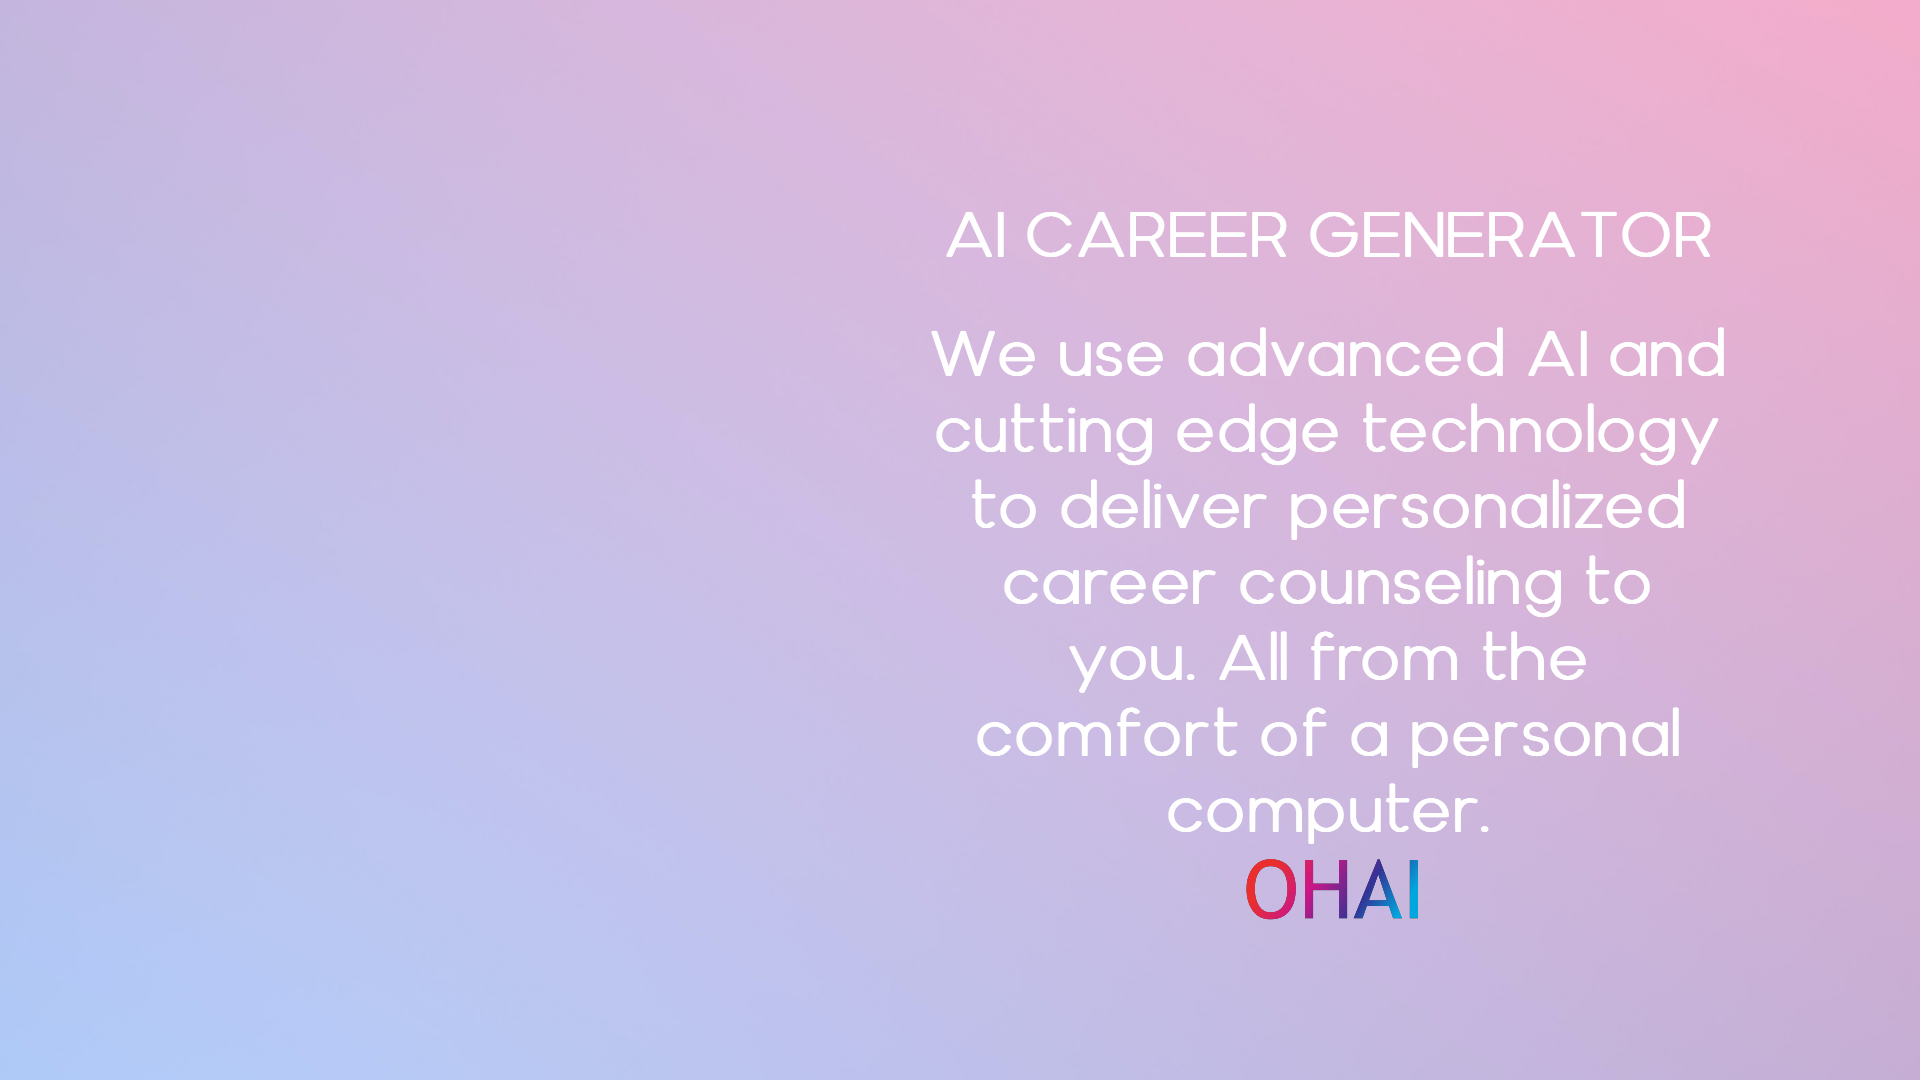 AI CAREER GENERATOR
We use advanced AI and
cutting edge technology
to deliver personalized
career counseling to
you. All from the
comfort of a personal
computer.
OHAI